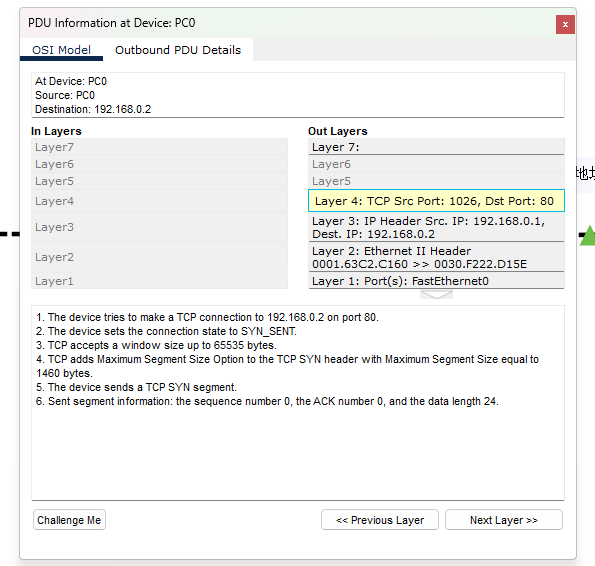 PDU Information at Device: PC0
x
OSI Model
Outbound PDU Details
At Device: PC0
Source: PC0
Destination: 192.168.0.2
In Layers
Layer7
Layer6
Layer5
Layer4
Layer3
Layer2
Layer1
Out Layers
Layer 7:
Layer6
Layer5
Layer 4: TCP Src Port: 1026, Dst Port: 80
Layer 3: IP Header Src. IP: 192.168.0.1,
Dest. IP: 192.168.0.2
Layer 2: Ethernet II Header
0001.63C2.C160 >> 0030.F222.D15E
Layer 1: Port(s): FastEthernet0
1. The device tries to make a TCP connection to 192.168.0.2 on port 80.
2. The device sets the connection state to SYN_SENT.
3. TCP accepts a window size up to 65535 bytes.
4. TCP adds Maximum Segment Size Option to the TCP SYN header with Maximum Segment Size equal to
1460 bytes.
5. The device sends a TCP SYN segment.
6. Sent segment information: the sequence number 0, the ACK number 0, and the data length 24.
Challenge Me
<< Previous Layer
Next Layer >>